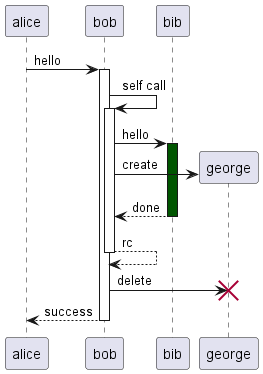 alice bob bib
hello
self call
hello
create
george
done
rc
delete
success
alice bob bib george